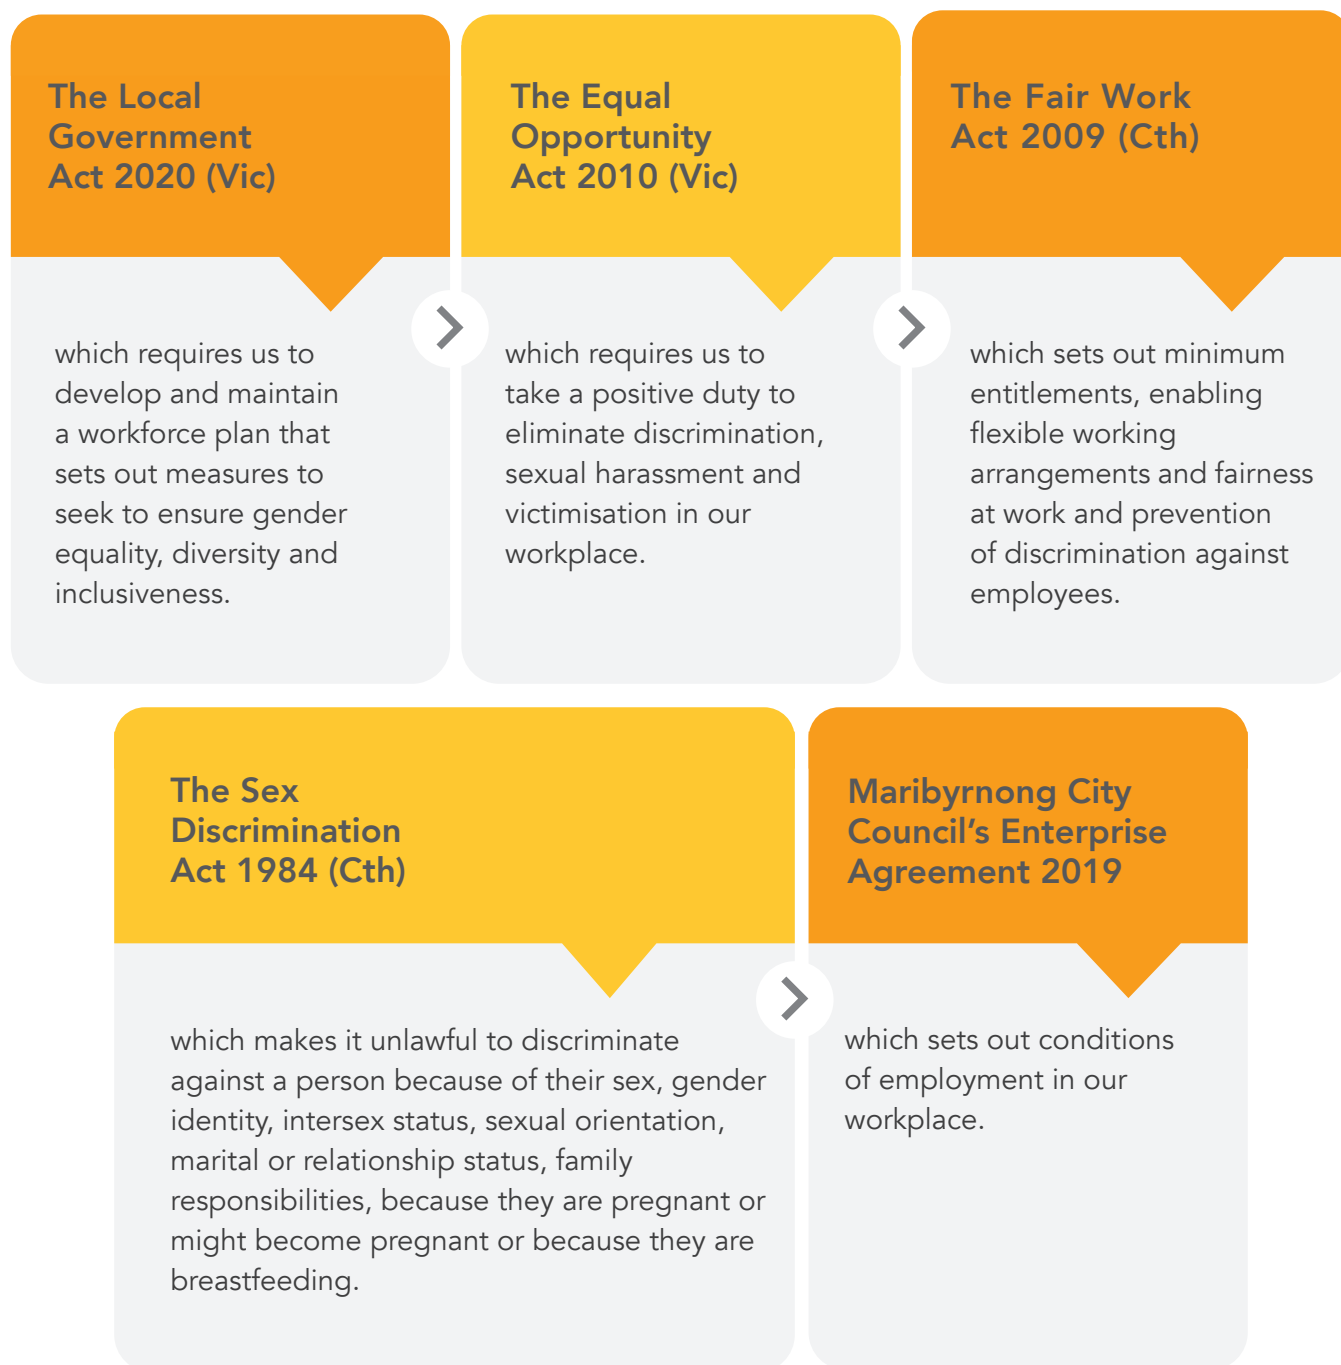 The Local
Government
Act 2020 (Vic)
which requires us to
develop and maintain
a workforce plan that
sets out measures to
seek to ensure gender
equality, diversity and
inclusiveness.
The Equal
Opportunity
Act 2010 (Vic)
which requires us to
take a positive duty to
eliminate discrimination,
sexual harassment and
victimisation in our
workplace.
The Fair Work
Act 2009 (Cth)
which sets out minimum
entitlements, enabling
flexible working
arrangements and fairness
at work and prevention
of discrimination against
employees.
The Sex
Discrimination
Act 1984 (Cth)
which makes it unlawful to discriminate
against a person because of their sex, gender
identity, intersex status, sexual orientation,
marital or relationship status, family
responsibilities, because they are pregnant or
might become pregnant or because they are
breastfeeding.
Maribyrnong City
Council’s Enterprise
Agreement 2019
which sets out conditions
of employment in our
workplace.